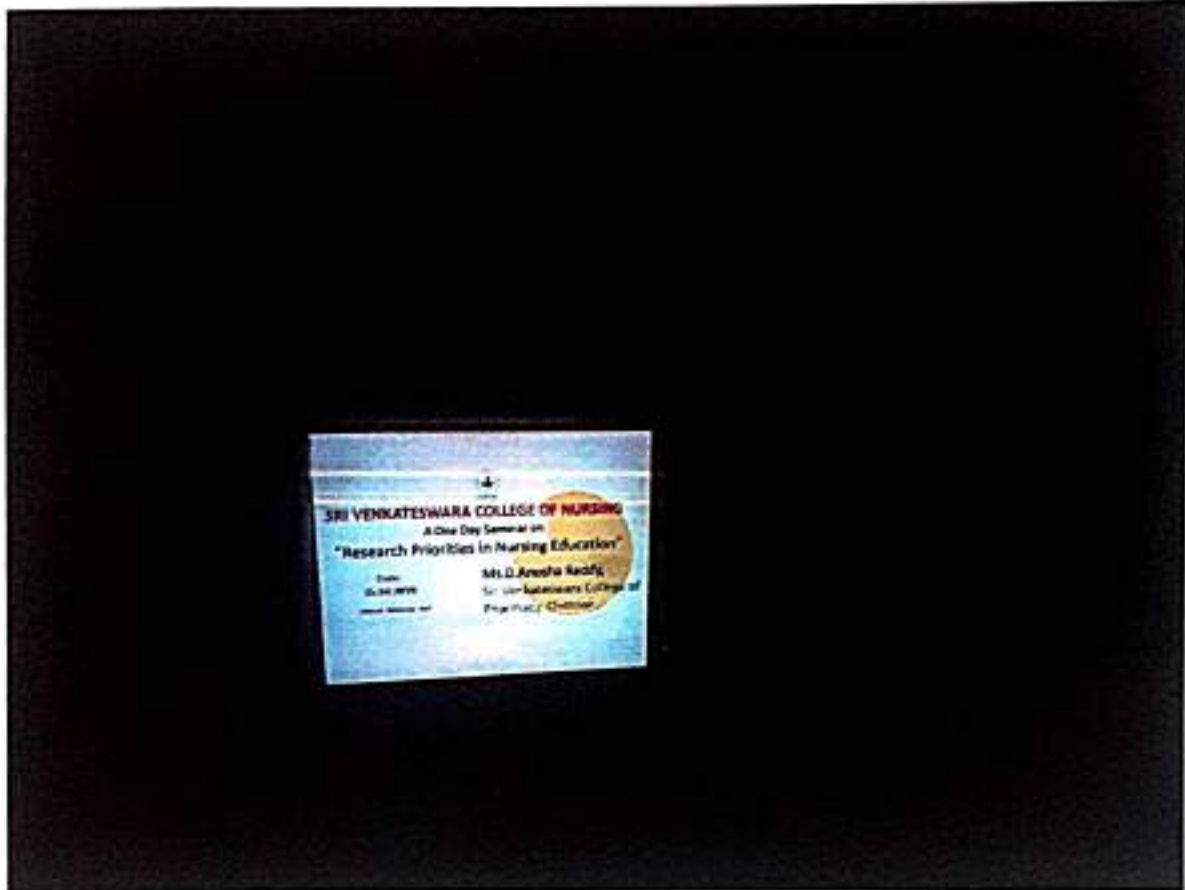 SRI VENKATESWARA COLLEGE OF NURSING
A One Day Seminar on
"Research Priorities in Nursing Education"
Date:
Ms.D.Anusha Reddy,
Sri Venkateswara College of
Pharmacy Chittoor